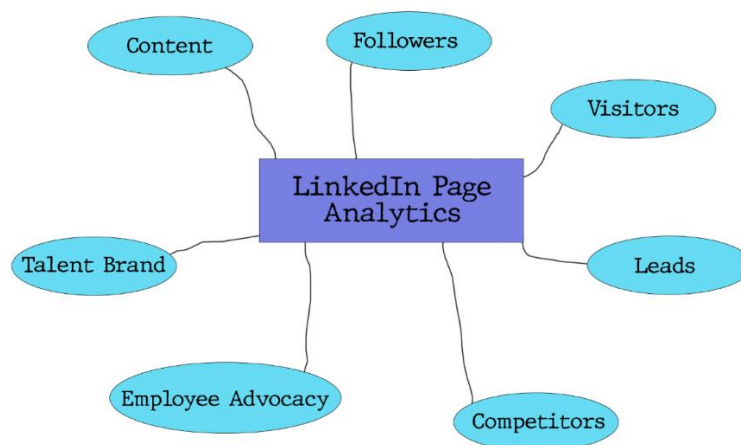 Content
Followers
Visitors
LinkedIn Page
Analytics
Talent Brand
Leads
Employee Advocacy
Competitors